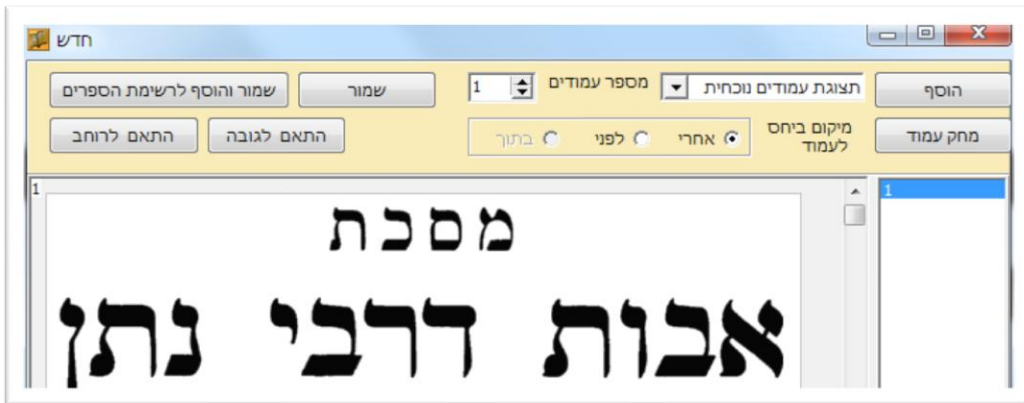 חדש
הוסף
תצוגת עמודים נוכחית
מספר עמודים
1
שמור
שמור והוסף לרשימת הספרים
מחק עמוד
מיקום ביחס
לעמוד
אחרי
לפני
בתוך
התאם לגובה
התאם לרוחב
1
1
מסכת
אבות דרבי נתן